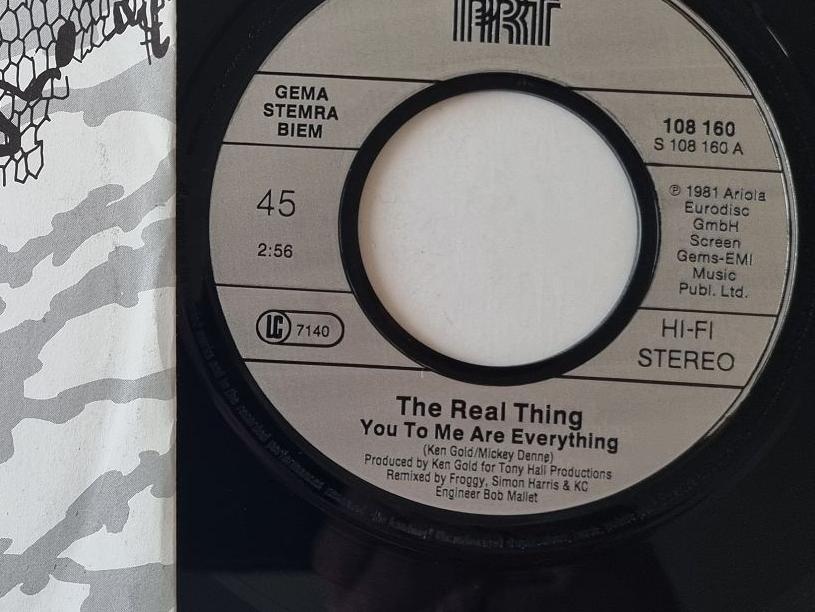 PRT
GEMA
STEMRA
BIEM
108 160
S 108 160 A
45
2:56
℗ 1981 Ariola
Eurodisc
GmbH
Screen
Gems-EMI
Music
Publ. Ltd.
LC 7140
HI-FI
STEREO
The Real Thing
You To Me Are Everything
(Ken Gold/Mickey Denne)
Produced by Ken Gold for Tony Hall Productions
Remixed by Froggy, Simon Harris & KC
Engineer Bob Mallet